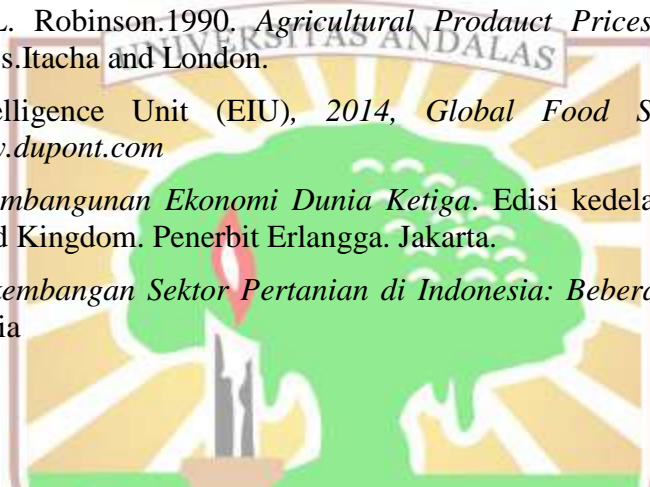 L. Robinson.1990. Agricultural Prodauct Prices
UNIVERSITAS ANDALAS
s.Itacha and London.
elligence Unit (EIU), 2014, Global Food S
v.dupont.com
mbangunan Ekonomi Dunia Ketiga. Edisi kedela
d Kingdom. Penerbit Erlangga. Jakarta.
kembangan Sektor Pertanian di Indonesia: Bebera
ia